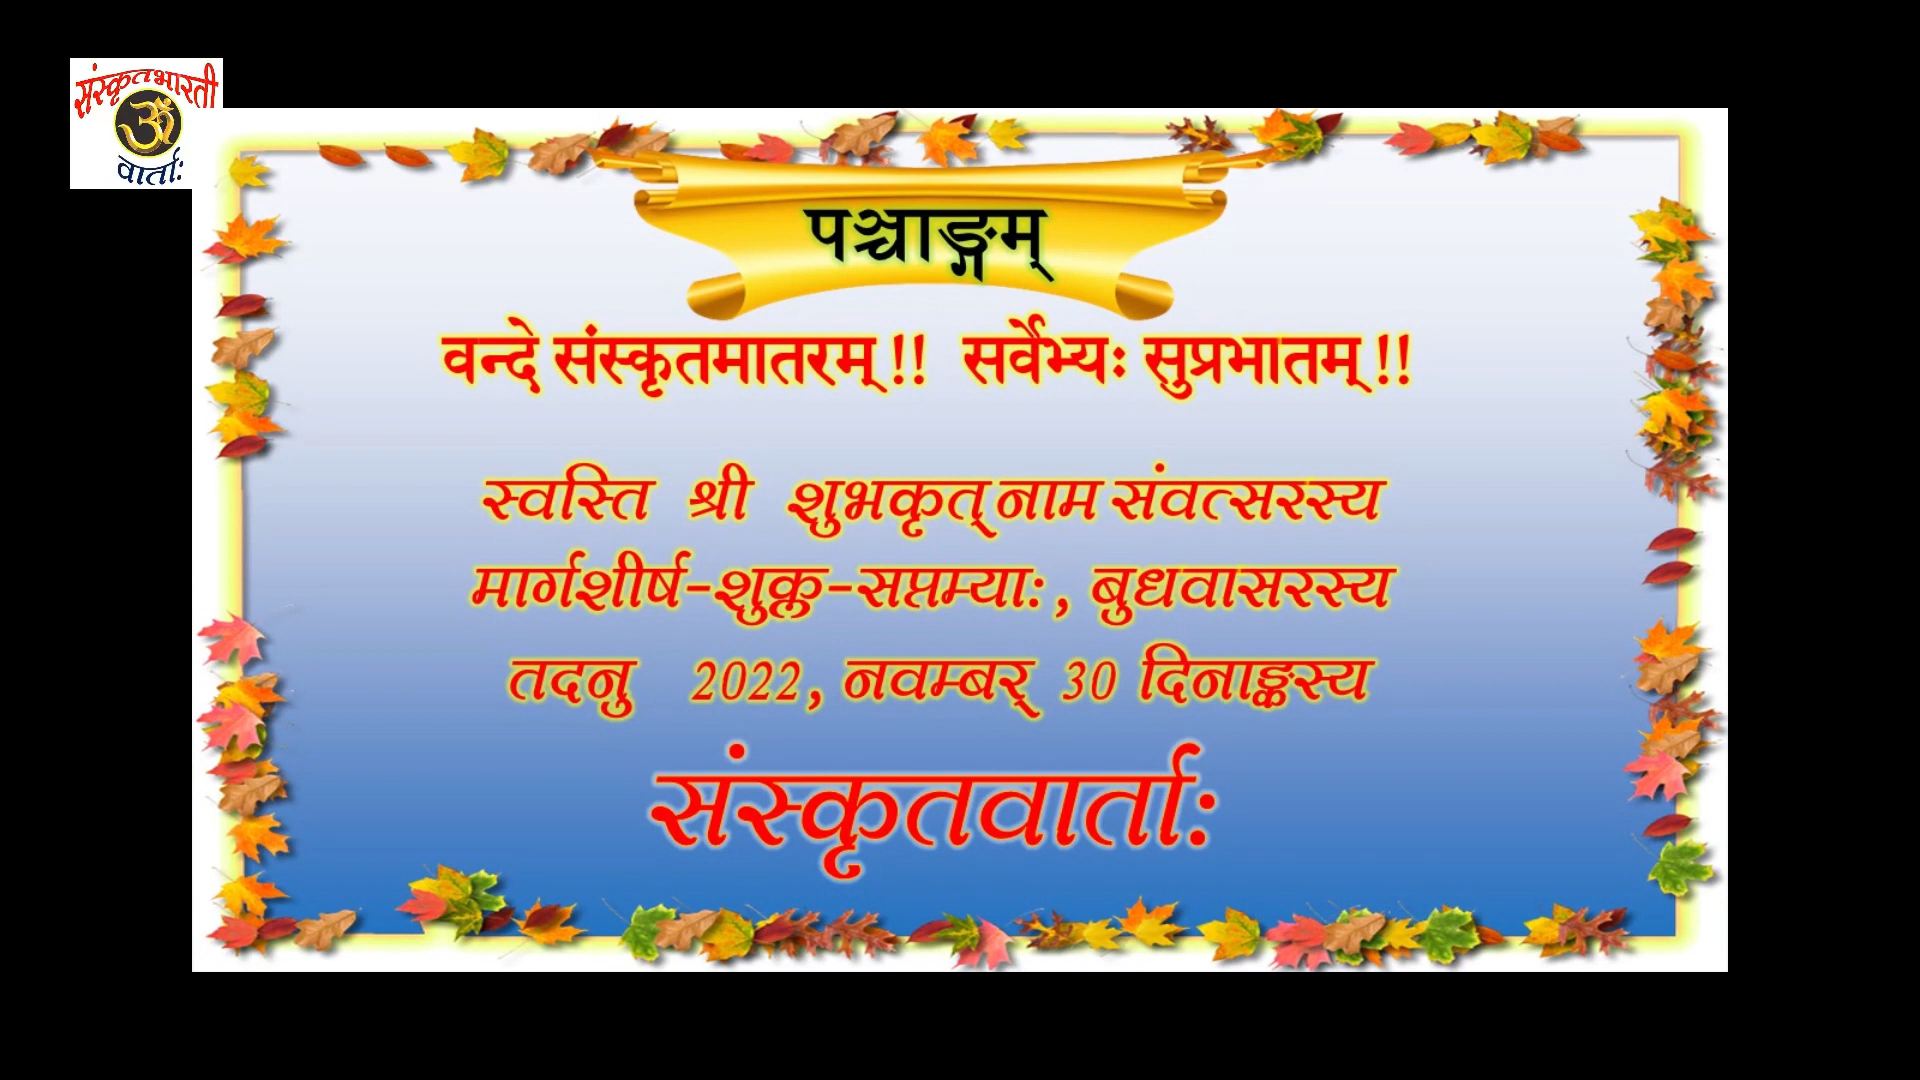 संस्कृतभारती
ॐ
वार्ताः
पञ्चाङ्गम्
वन्दे संस्कृतमातरम् !! सर्वेभ्यः सुप्रभातम् !!
स्वस्ति श्री शुभकृत् नाम संवत्सरस्य
मार्गशीर्ष-शुक्ल-सप्तम्याः, बुधवासरस्य
तदनु 2022, नवम्बर् 30 दिनाङ्कस्य
संस्कृतवार्ताः